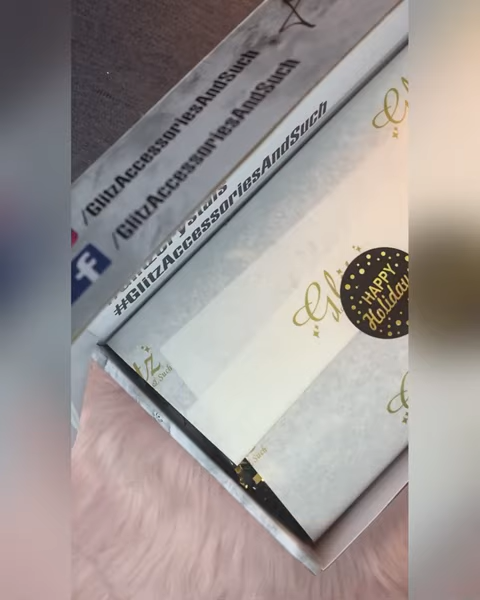 /GlitzAccessoriesAndSuch
f /GlitzAccessoriesAndSuch
#GlitzAccessoriesAndSuch
HAPPY
Holidays